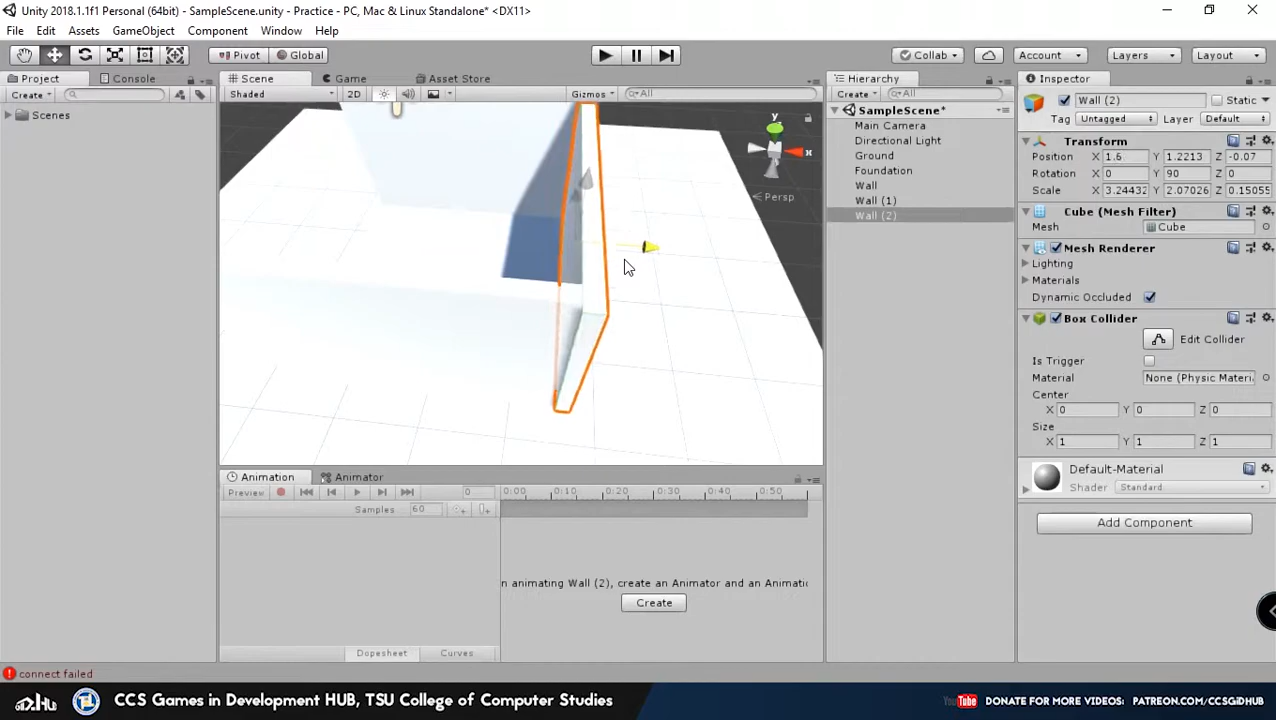 Unity 2018.1.1f1 Personal (64bit) - SampleScene.unity - Practice - PC, Mac & Linux Standalone* <DX11>
File Edit Assets GameObject Component Window Help
Pivot Global Collab Account Layers Layout
Project Console Scene Game Asset Store Hierarchy Inspector
Create Shaded 2D Gizmos All Create All Wall (2) Static
Scenes SampleScene* Tag Untagged Layer Default
Main Camera
Directional Light
Ground
Foundation
Wall
Wall (1)
Wall (2)
y
x
Persp
Transform
Position X 1.6 Y 1.2213 Z -0.07
Rotation X 0 Y 90 Z 0
Scale X 3.24432 Y 2.07026 Z 0.15055
Cube (Mesh Filter)
Mesh Cube
Mesh Renderer
Lighting
Materials
Dynamic Occluded
Box Collider
Edit Collider
Is Trigger
Material None (Physic Materi
Center
X 0 Y 0 Z 0
Size
X 1 Y 1 Z 1
Default-Material
Shader Standard
Add Component
Animation Animator
Preview 0 0:00 0:10 0:20 0:30 0:40 0:50
Samples 60
n animating Wall (2), create an Animator and an Animati
Create
Dopesheet Curves
connect failed
CCS Games in Development HUB, TSU College of Computer Studies YouTube DONATE FOR MORE VIDEOS: PATREON.COM/CCSGIDHUB